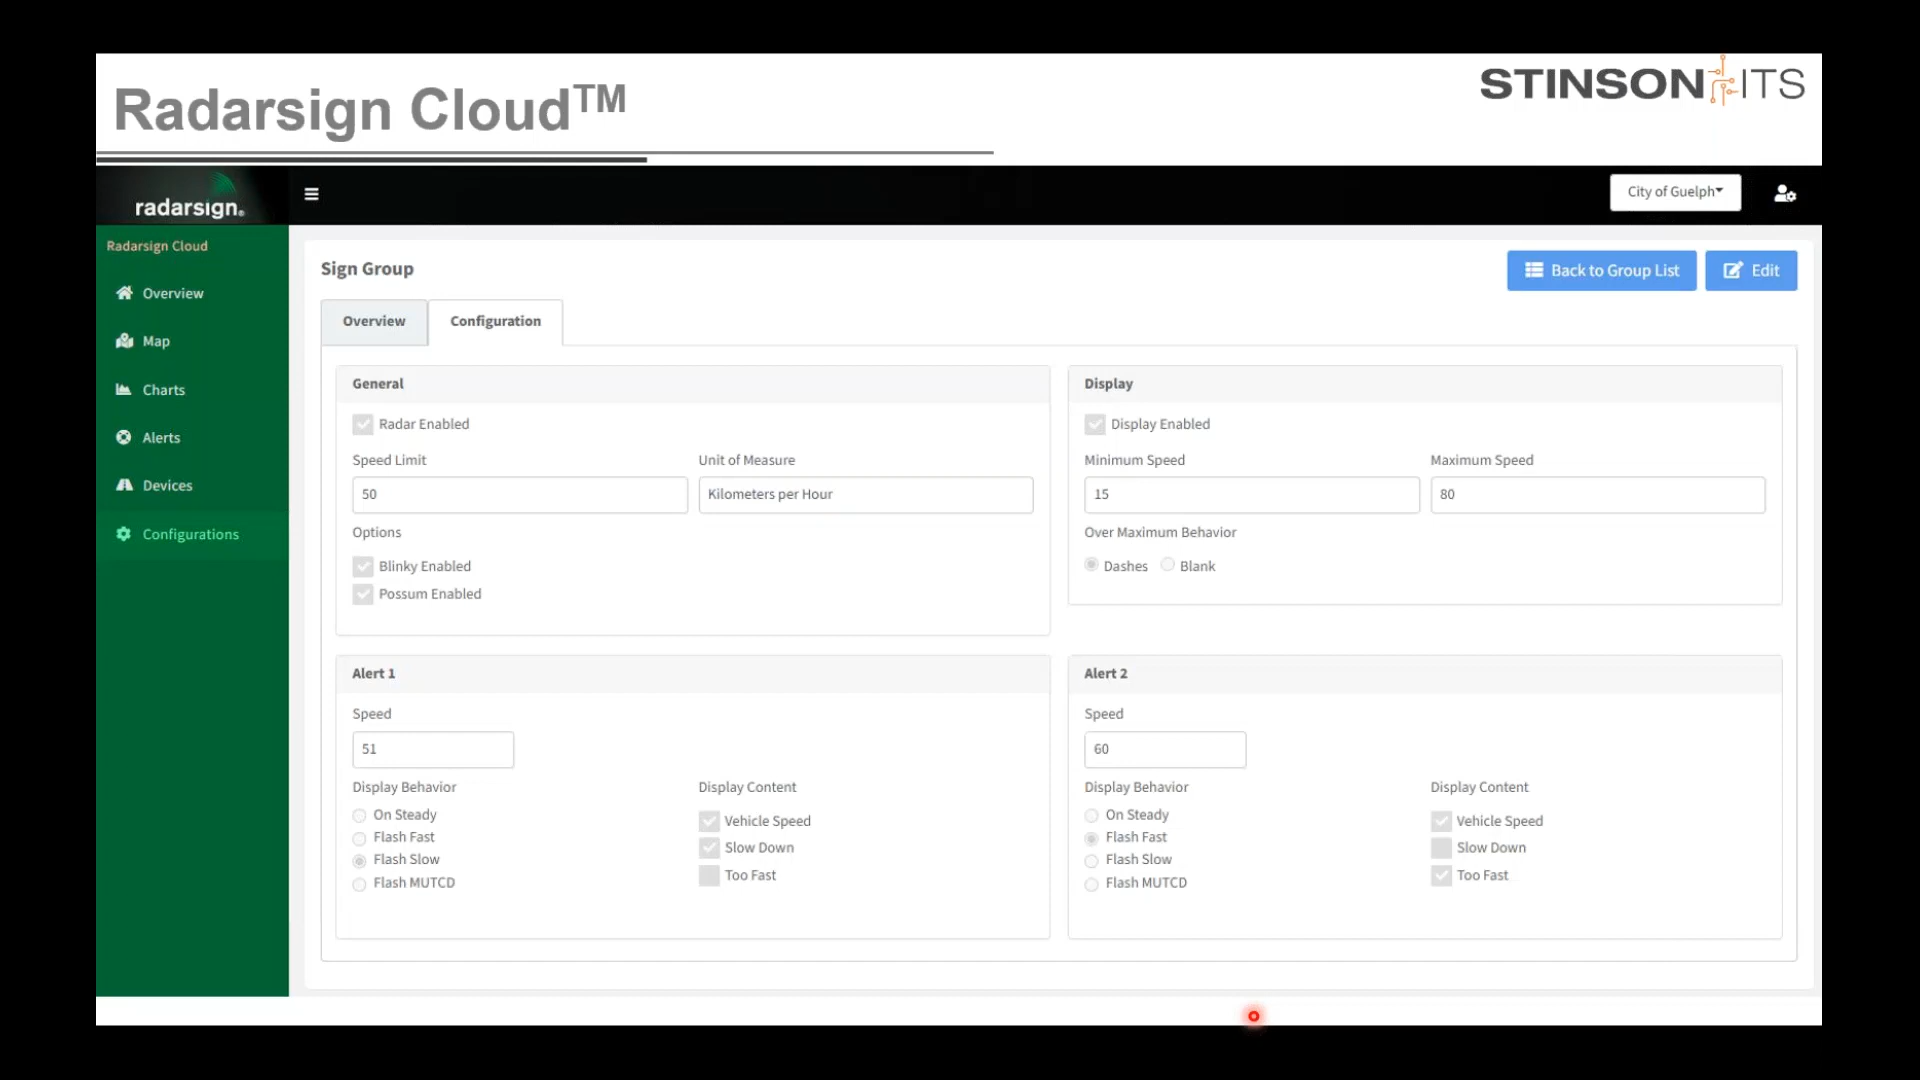 Radarsign Cloud™
STINSON ITS
radarsign®
City of Guelph
Radarsign Cloud
Overview
Map
Charts
Alerts
Devices
Configurations
Sign Group
Back to Group List
Edit
Overview
Configuration
General
Radar Enabled
Speed Limit
Unit of Measure
50
Kilometers per Hour
Options
Blinky Enabled
Possum Enabled
Display
Display Enabled
Minimum Speed
Maximum Speed
15
80
Over Maximum Behavior
Dashes
Blank
Alert 1
Speed
51
Display Behavior
On Steady
Flash Fast
Flash Slow
Flash MUTCD
Display Content
Vehicle Speed
Slow Down
Too Fast
Alert 2
Speed
60
Display Behavior
On Steady
Flash Fast
Flash Slow
Flash MUTCD
Display Content
Vehicle Speed
Slow Down
Too Fast